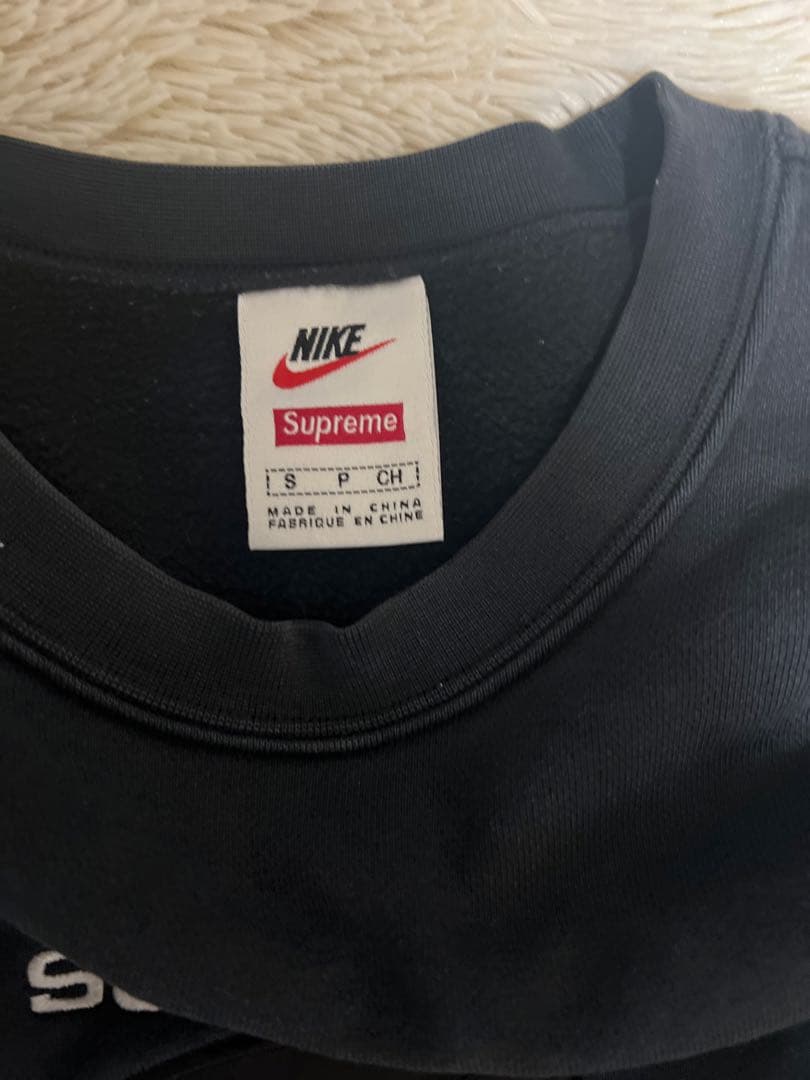 NIKE
Supreme
S P CH
MADE IN CHINA
FABRIQUE EN CHINE